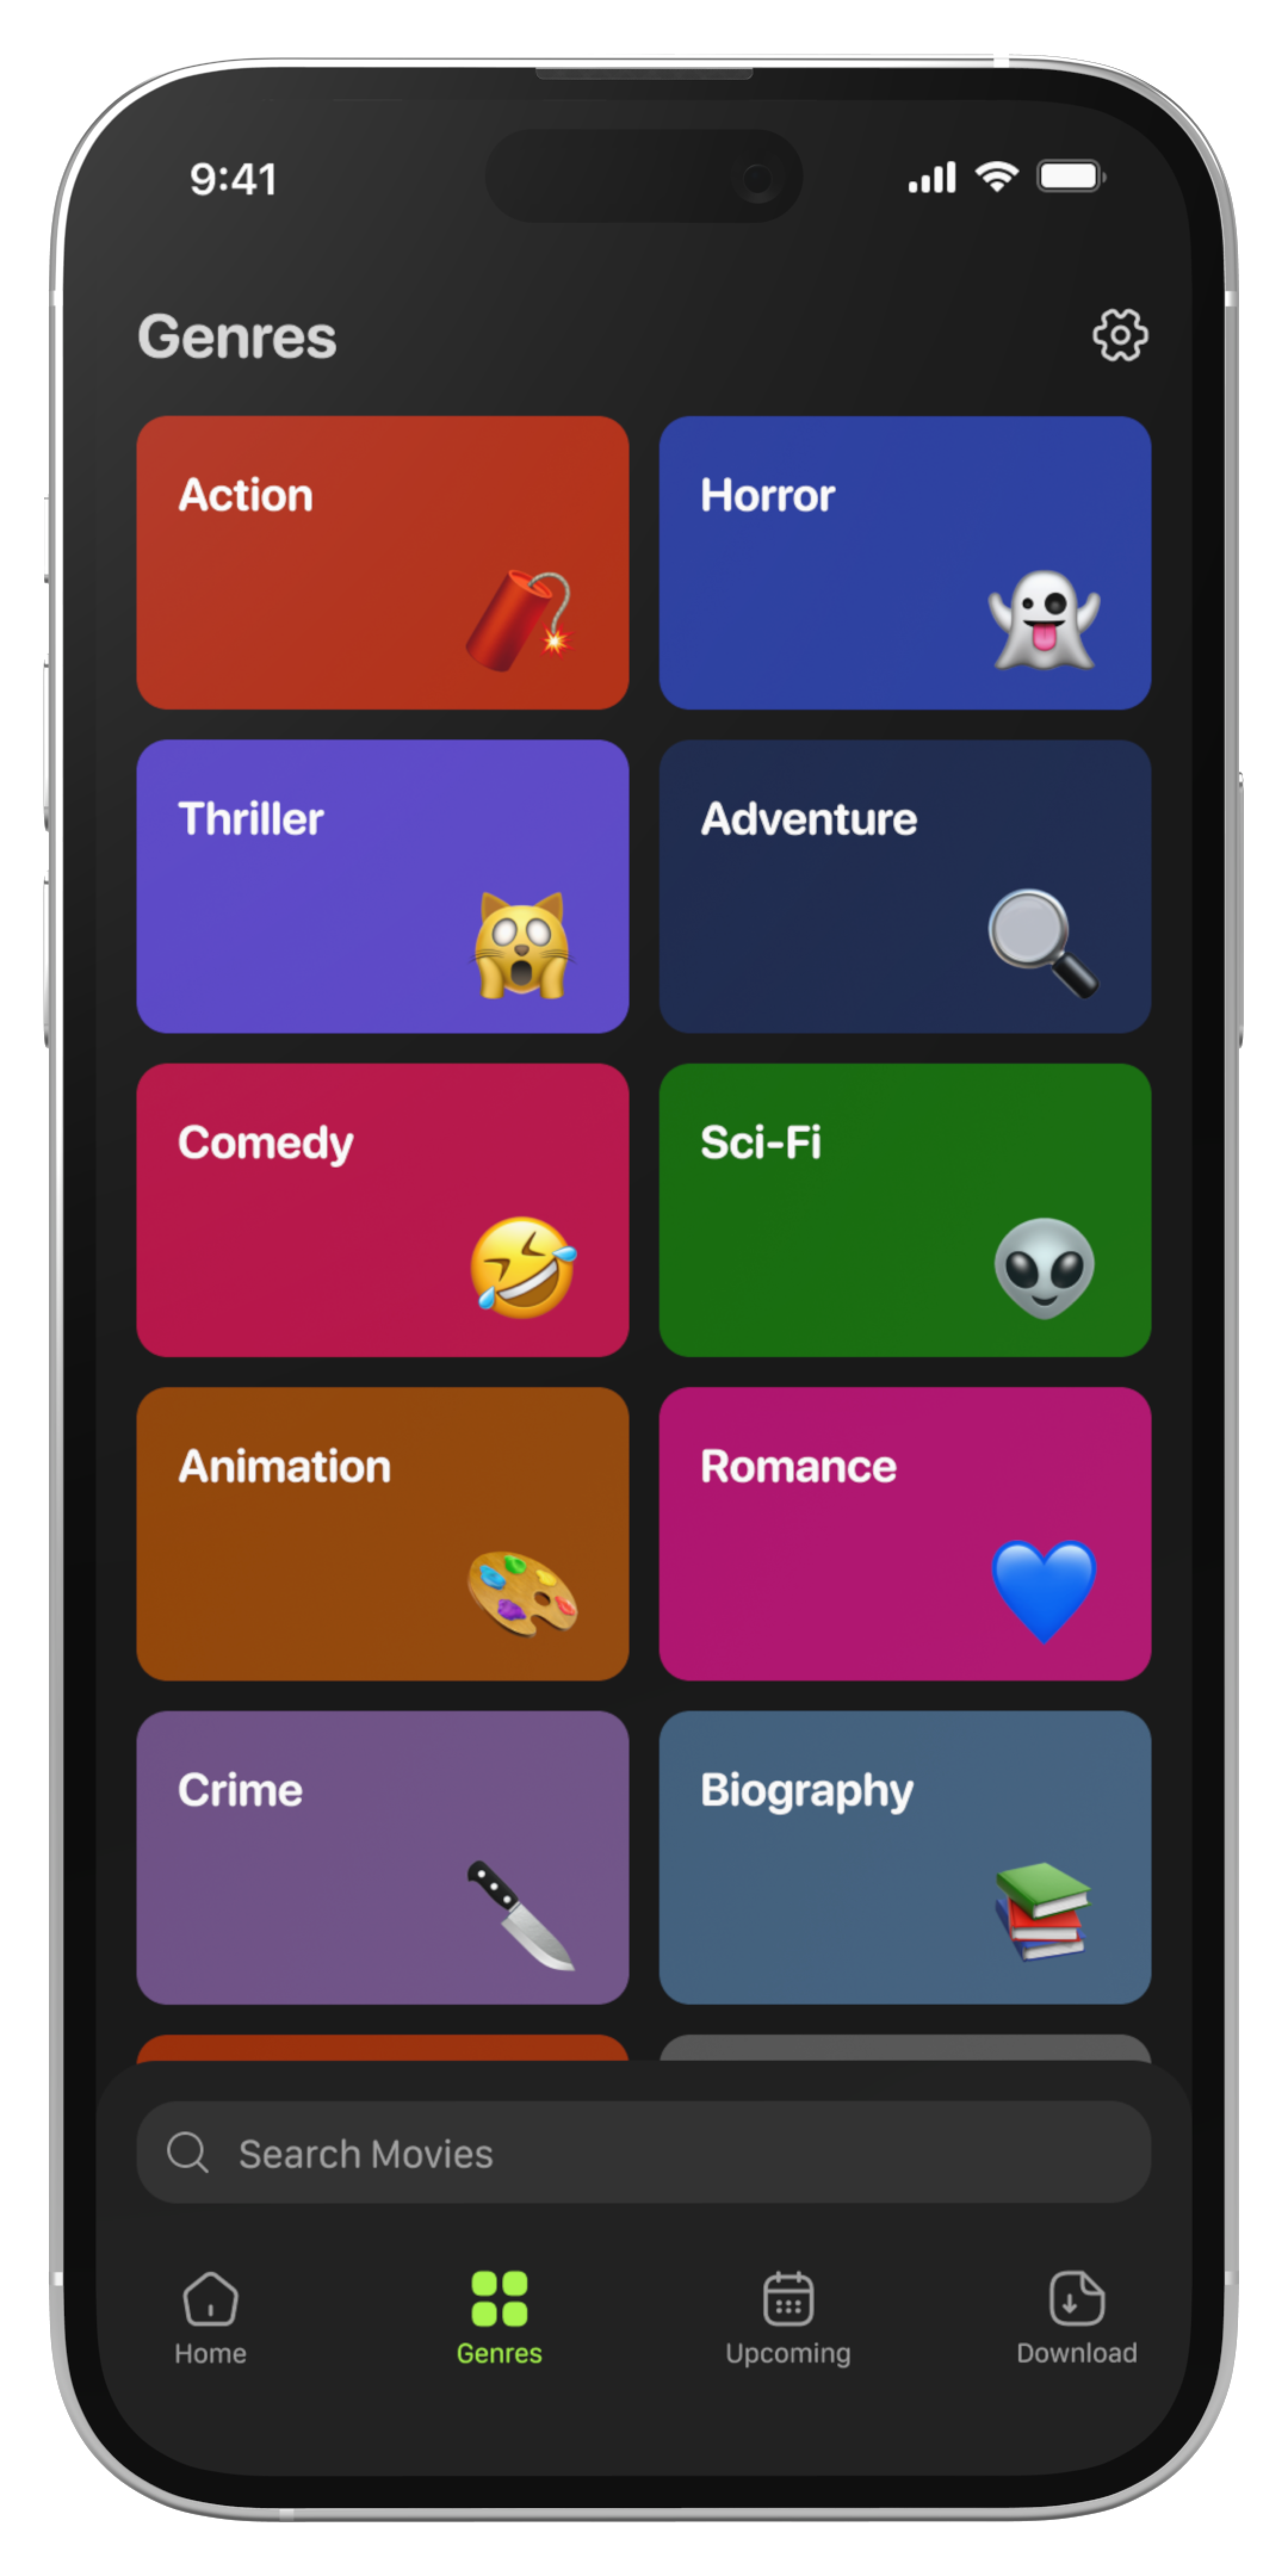 9:41
Genres
Action
Horror
Thriller
Adventure
Comedy
Sci-Fi
Animation
Romance
Crime
Biography
Search Movies
Home
Genres
Upcoming
Download